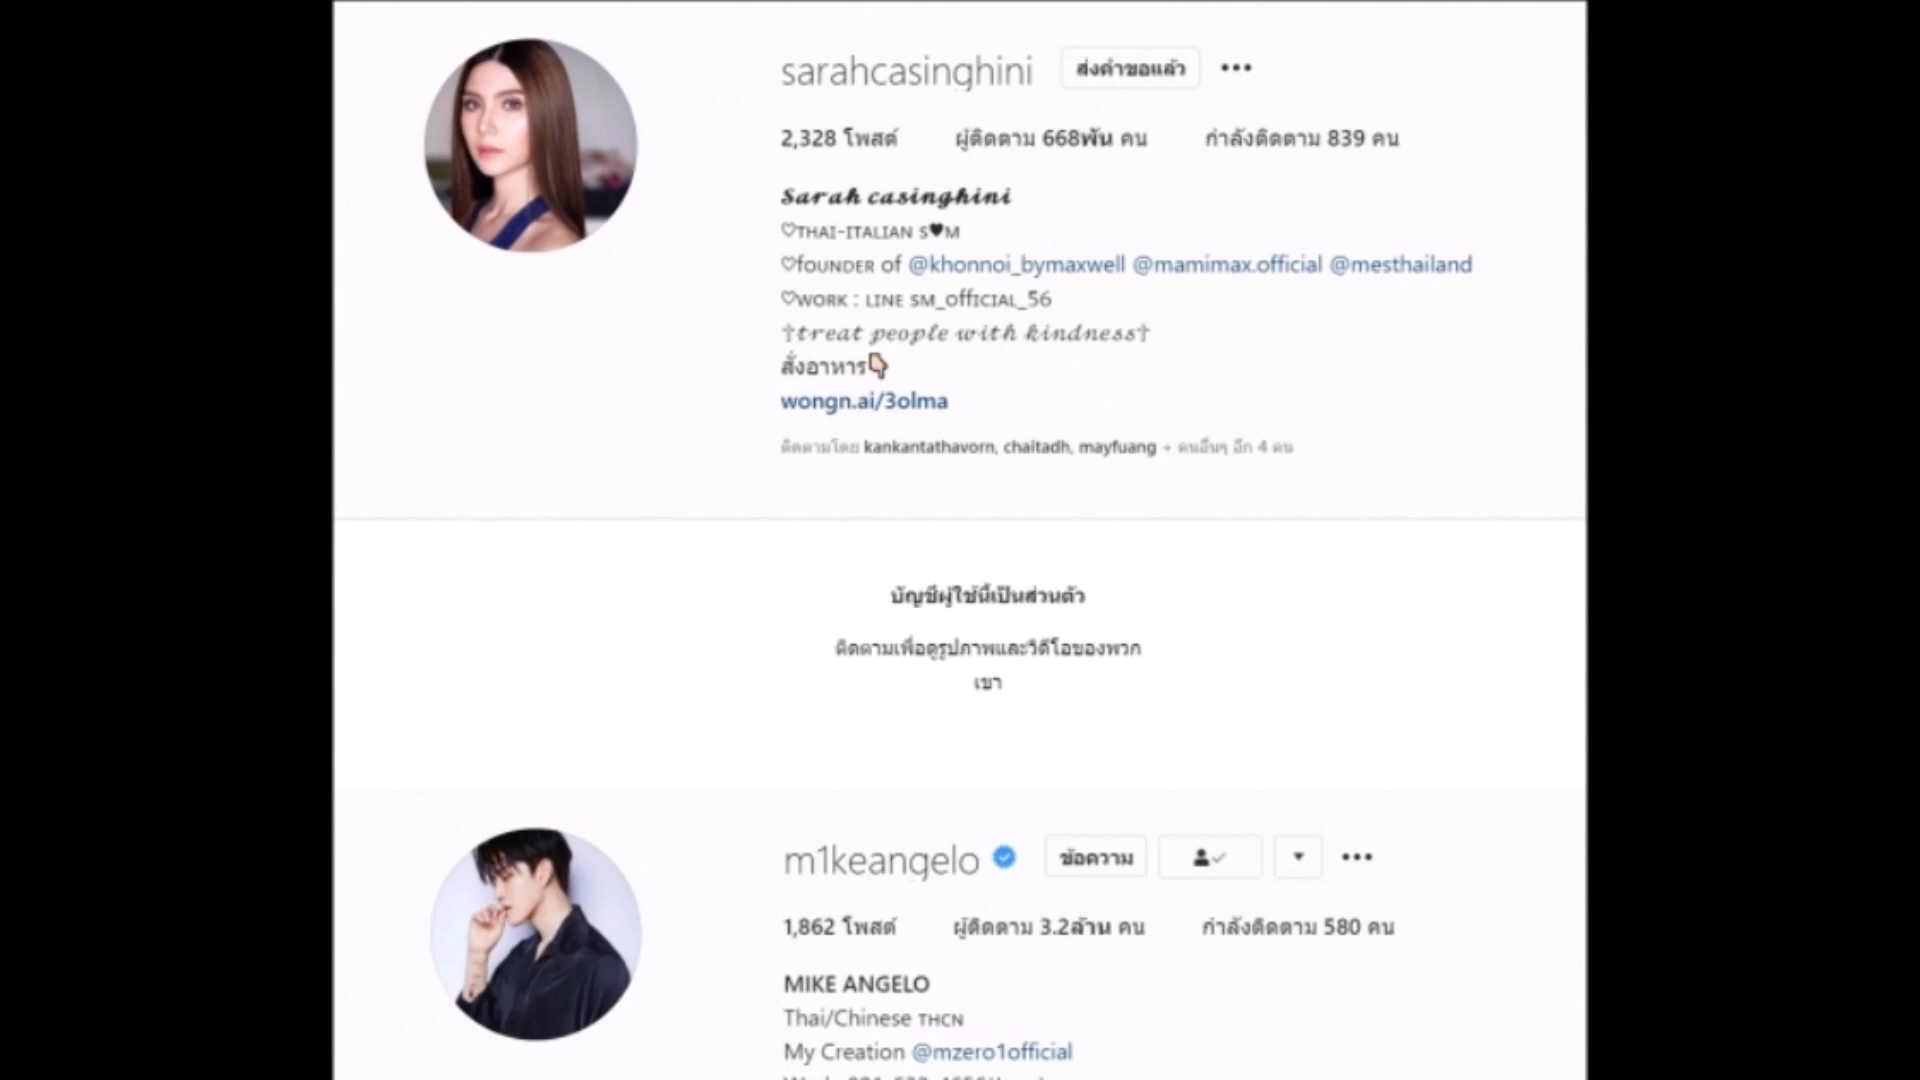 sarahcasinghini ส่งคำขอแล้ว •••
2,328 โพสต์ ผู้ติดตาม 668พัน คน กำลังติดตาม 839 คน
𝓢𝓪𝓻𝓪𝓱 𝓬𝓪𝓼𝓲𝓷𝓰𝓱𝓲𝓷𝓲
♡ᴛʜᴀɪ-ɪᴛᴀʟɪᴀɴ s♥ᴍ
♡foᴜɴᴅᴇʀ of @khonnoi_bymaxwell @mamimax.official @mesthailand
♡ᴡoʀᴋ : ʟɪɴᴇ sᴍ_offɪcɪᴀʟ_56
†𝓽𝓻𝓮𝓪𝓽 𝓹𝓮𝓸𝓹𝓵𝓮 𝔀𝓲𝓽𝓱 𝓴𝓲𝓷𝓭𝓷𝓮𝓼𝓼†
สั่งอาหาร👇🏻
wongn.ai/3olma
ติดตามโดย kankantathavorn, chaitadh, mayfuang + คนอื่นๆ อีก 4 คน
บัญชีผู้ใช้นี้เป็นส่วนตัว
ติดตามเพื่อดูรูปภาพและวิดีโอของพวก
เขา
m1keangelo ข้อความ •••
1,862 โพสต์ ผู้ติดตาม 3.2ล้าน คน กำลังติดตาม 580 คน
MIKE ANGELO
Thai/Chinese ᴛʜᴄɴ
My Creation @mzero1official